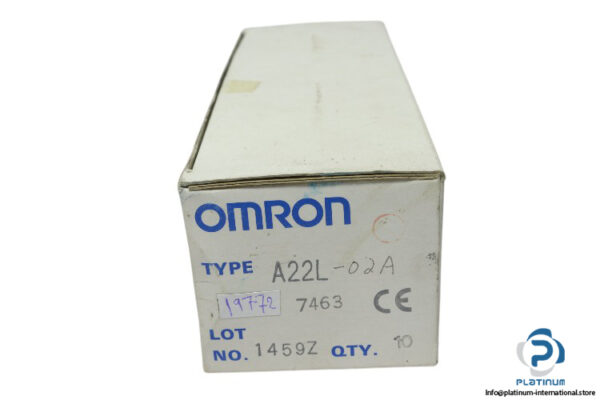 OMRON
TYPE A22L-02A
19772 7463 CE
LOT
NO. 1459Z QTY. 10
PLATINUM
Info@platinum-international.store